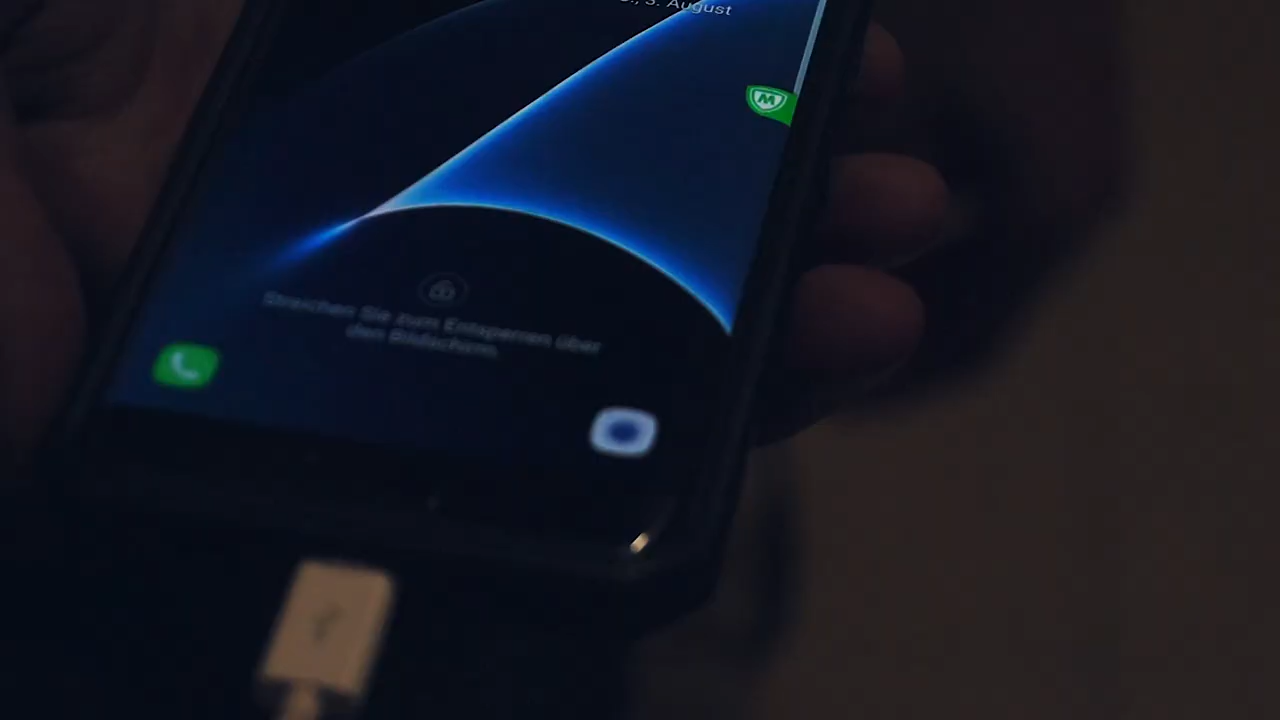 3. August
M
Streichen Sie zum Entsperren über
den Bildschirm.